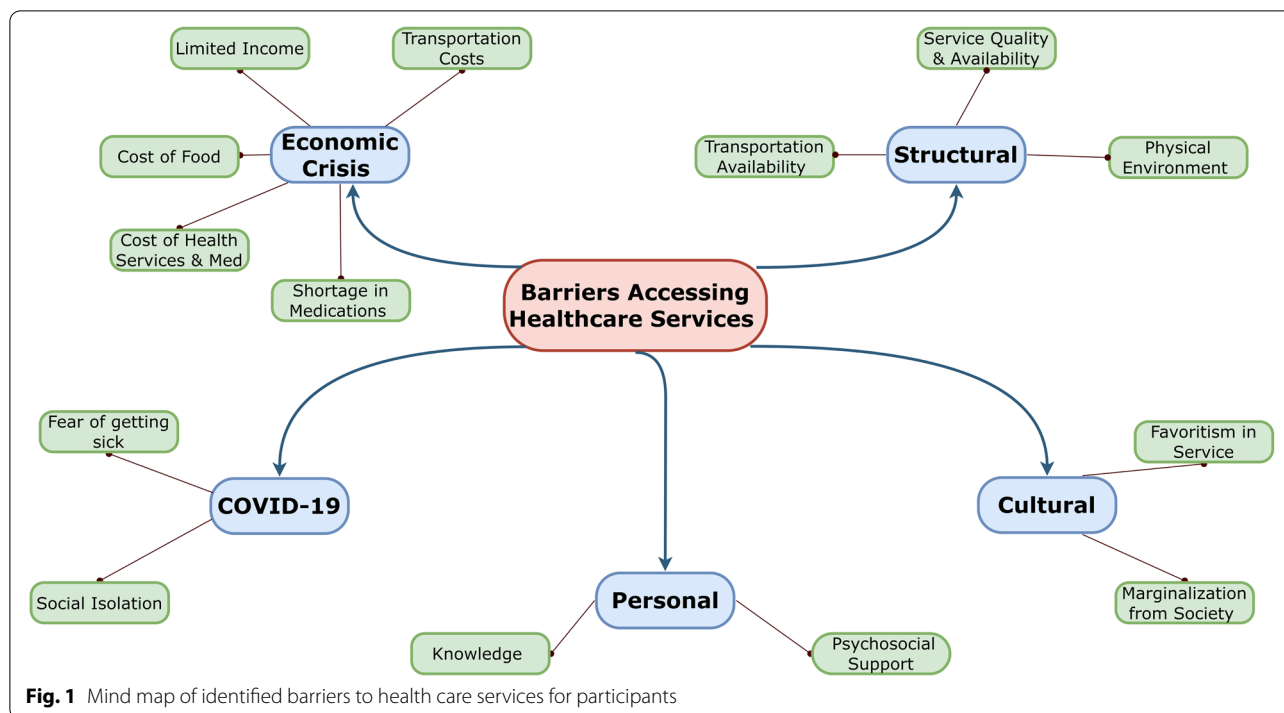 Limited Income
Transportation
Costs
Economic
Crisis
Cost of Food
Cost of Health
Services & Med
Shortage in
Medications
Service Quality
& Availability
Transportation
Availability
Structural
Physical
Environment
Barriers Accessing
Healthcare Services
Fear of getting
sick
COVID-19
Social Isolation
Personal
Knowledge
Psychosocial
Support
Favoritism in
Service
Cultural
Marginalization
from Society
Fig. 1 Mind map of identified barriers to health care services for participants